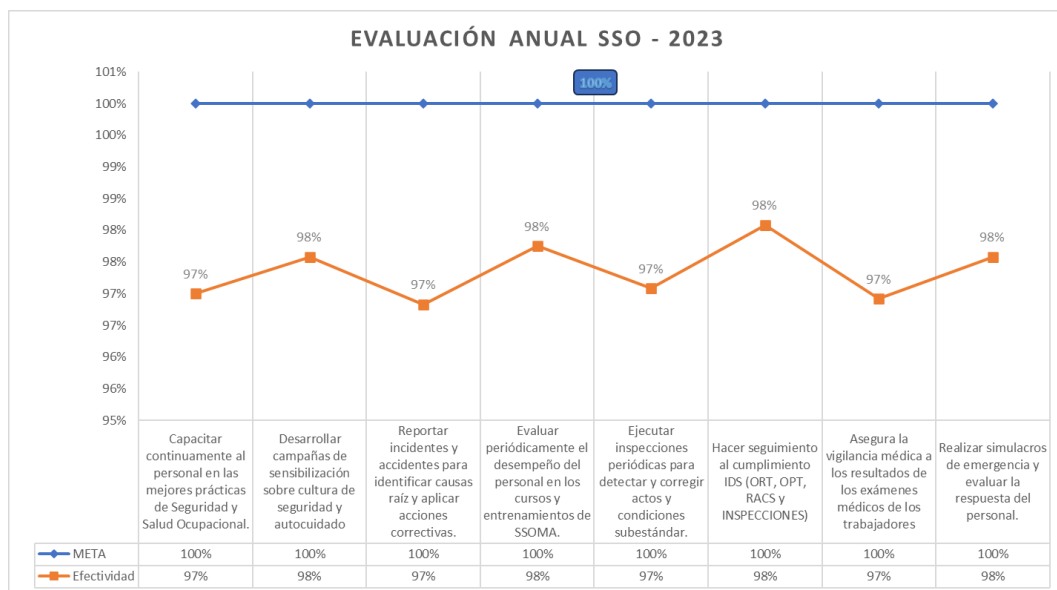 EVALUACIÓN ANUAL SSO - 2023
101%
100%
100%
99%
99%
98%
98%
97%
97%
96%
96%
95%
100%
97%
98%
97%
98%
97%
98%
97%
98%
Capacitar
continuamente al
personal en las
mejores prácticas
de Seguridad y
Salud Ocupacional.
Desarrollar
campañas de
sensibilización
sobre cultura de
seguridad y
autocuidado
Reportar
incidentes y
accidentes para
identificar causas
raíz y aplicar
acciones
correctivas.
Evaluar
periódicamente el
desempeño del
personal en los
cursos y
entrenamientos de
SSOMA.
Ejecutar
inspecciones
periódicas para
detectar y corregir
actos y
condiciones
subestándar.
Hacer seguimiento
al cumplimiento
IDS (ORT, OPT,
RACS y
INSPECCIONES)
Asegura la
vigilancia médica a
los resultados de
los exámenes
médicos de los
trabajadores
Realizar simulacros
de emergencia y
evaluar la
respuesta del
personal.
META 100% 100% 100% 100% 100% 100% 100% 100%
Efectividad 97% 98% 97% 98% 97% 98% 97% 98%